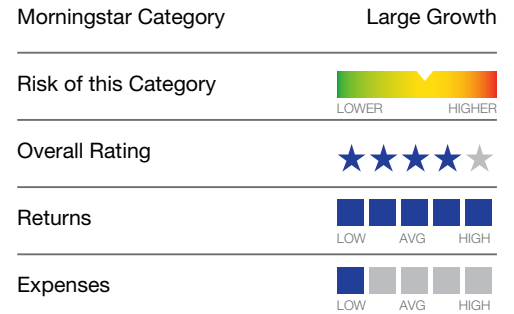 Morningstar Category Large Growth
Risk of this Category
LOWER HIGHER
Overall Rating
Returns
LOW AVG HIGH
Expenses
LOW AVG HIGH